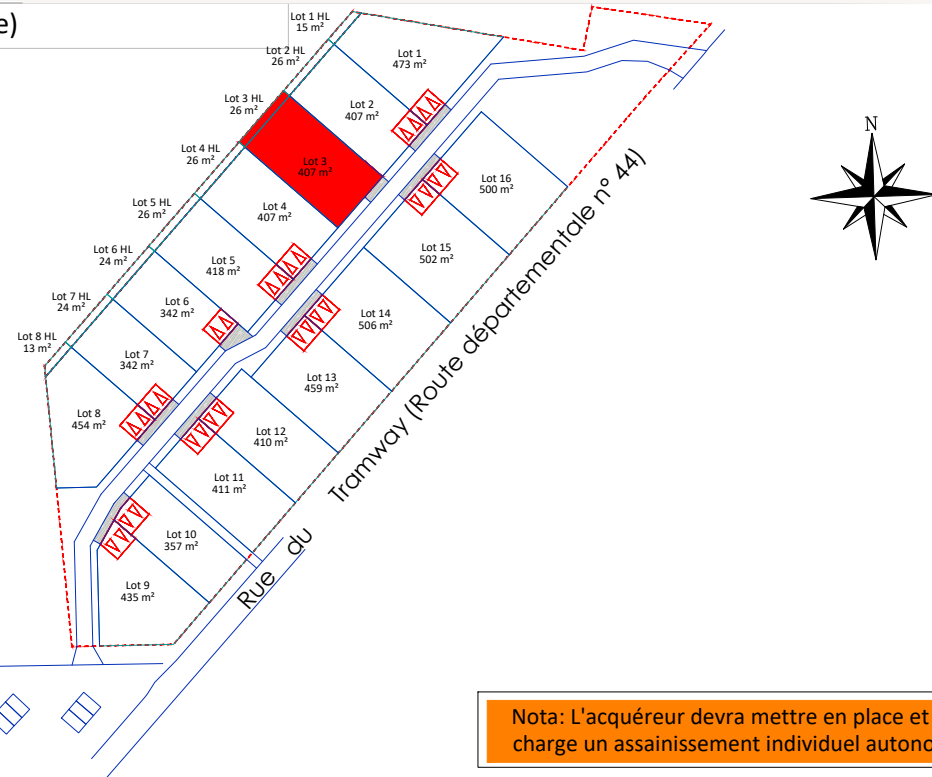 e)
Lot 1 HL
15 m²
Lot 2 HL
26 m²
Lot 3 HL
26 m²
Lot 4 HL
26 m²
Lot 5 HL
26 m²
Lot 6 HL
24 m²
Lot 7 HL
24 m²
Lot 8 HL
13 m²
Lot 1
473 m²
Lot 2
407 m²
Lot 3
407 m²
Lot 4
407 m²
Lot 5
418 m²
Lot 6
342 m²
Lot 7
342 m²
Lot 8
454 m²
Lot 16
500 m²
Lot 15
502 m²
Lot 14
506 m²
Lot 13
459 m²
Lot 12
410 m²
Lot 11
411 m²
Lot 10
357 m²
Lot 9
435 m²
Rue du Tramway (Route départementale n° 44)
N
Nota: L'acquéreur devra mettre en place et
charge un assainissement individuel autono